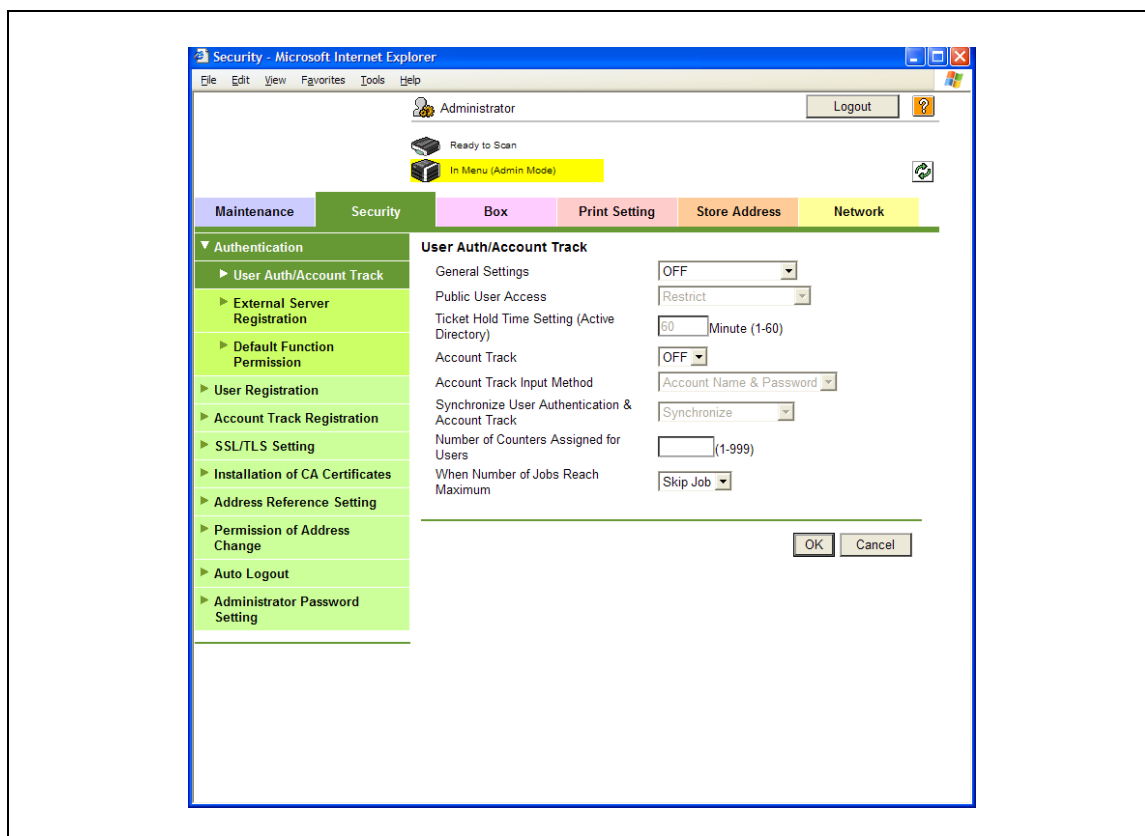 Security - Microsoft Internet Explorer
File Edit View Favorites Tools Help
Administrator
Logout
?
Ready to Scan
In Menu (Admin Mode)
Maintenance Security Box Print Setting Store Address Network
Authentication
User Auth/Account Track
External Server
Registration
Default Function
Permission
User Registration
Account Track Registration
SSL/TLS Setting
Installation of CA Certificates
Address Reference Setting
Permission of Address
Change
Auto Logout
Administrator Password
Setting
User Auth/Account Track
General Settings OFF
Public User Access Restrict
Ticket Hold Time Setting (Active
Directory) 60 Minute (1-60)
Account Track OFF
Account Track Input Method Account Name & Password
Synchronize User Authentication &
Account Track Synchronize
Number of Counters Assigned for
Users (1-999)
When Number of Jobs Reach
Maximum Skip Job
OK Cancel